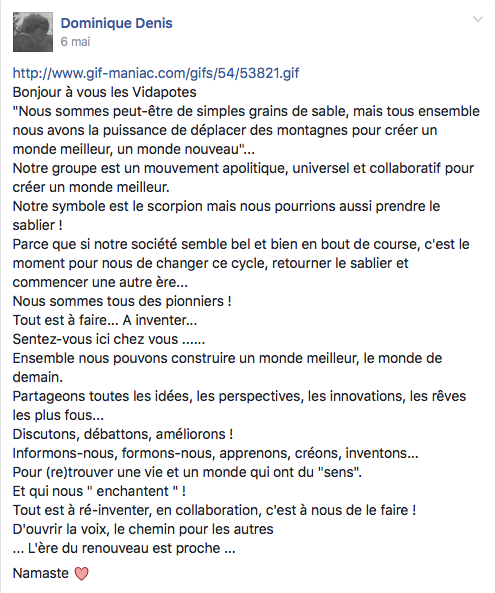 Dominique Denis
6 mai
http://www.gif-maniac.com/gifs/54/53821.gif
Bonjour à vous les Vidapotes
"Nous sommes peut-être de simples grains de sable, mais tous ensemble
nous avons la puissance de déplacer des montagnes pour créer un
monde meilleur, un monde nouveau"...
Notre groupe est un mouvement apolitique, universel et collaboratif pour
créer un monde meilleur.
Notre symbole est le scorpion mais nous pourrions aussi prendre le
sablier !
Parce que si notre société semble bel et bien en bout de course, c'est le
moment pour nous de changer ce cycle, retourner le sablier et
commencer une autre ère...
Nous sommes tous des pionniers !
Tout est à faire... A inventer...
Sentez-vous ici chez vous ......
Ensemble nous pouvons construire un monde meilleur, le monde de
demain.
Partageons toutes les idées, les perspectives, les innovations, les rêves
les plus fous...
Discutons, débattons, améliorons !
Informons-nous, formons-nous, apprenons, créons, inventons...
Pour (re)trouver une vie et un monde qui ont du "sens".
Et qui nous " enchantent " !
Tout est à ré-inventer, en collaboration, c'est à nous de le faire !
D'ouvrir la voix, le chemin pour les autres
... L'ère du renouveau est proche ...
Namaste